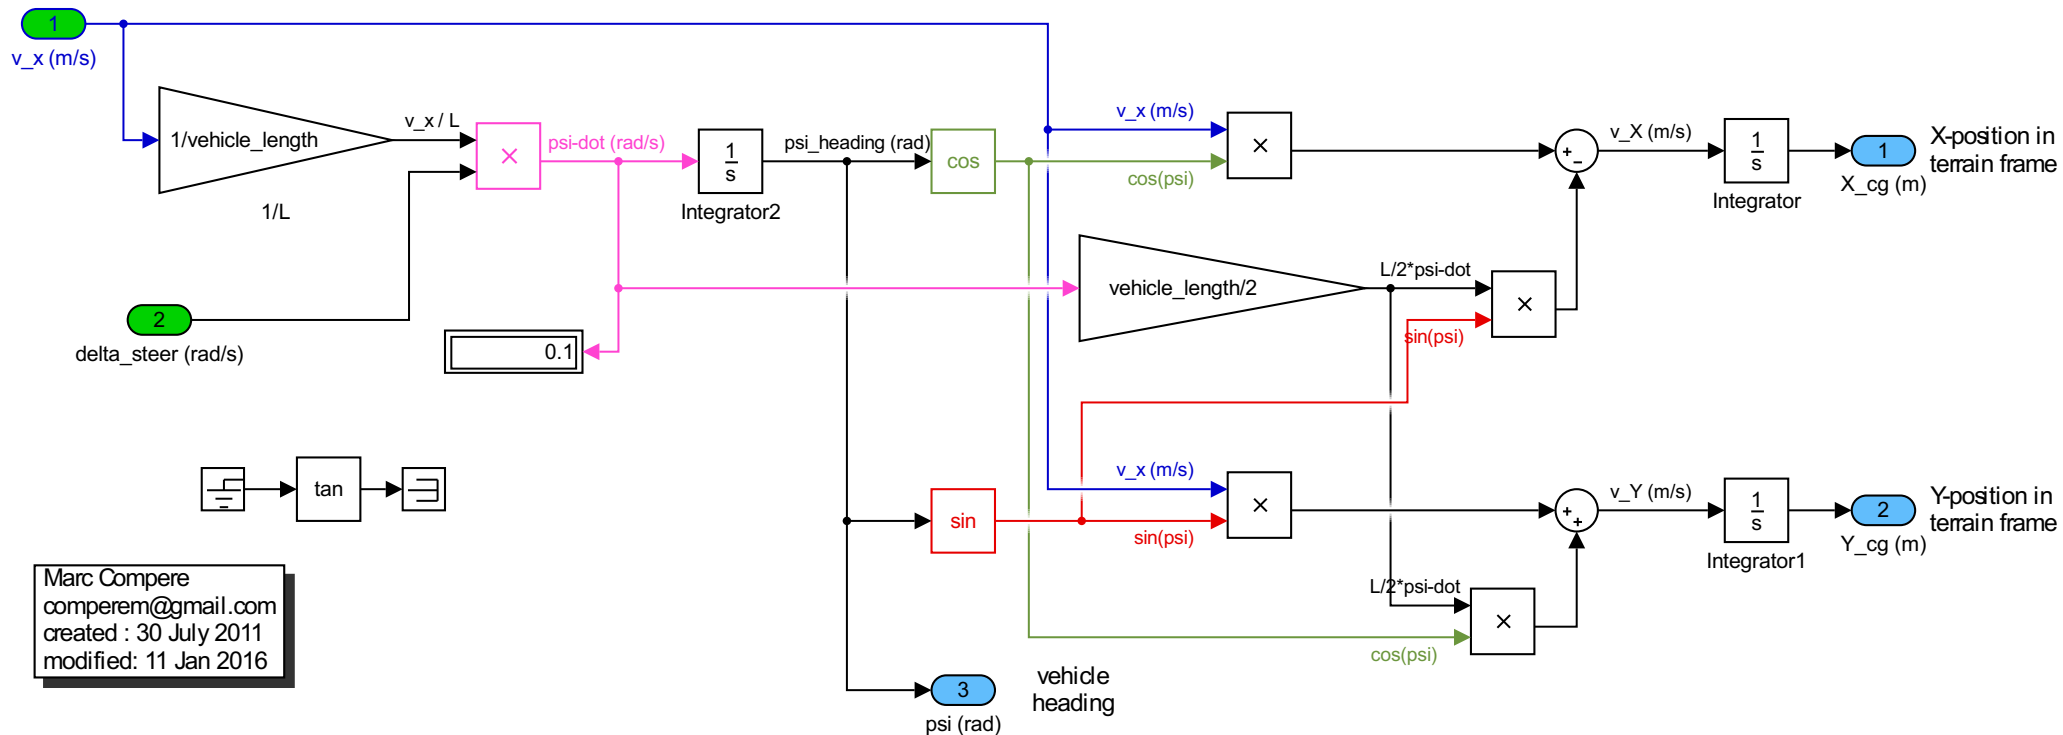 1
v_x (m/s)
1/vehicle_length
1/L
v_x / L
×
psi-dot (rad/s)
1
s
Integrator2
psi_heading (rad)
cos
cos(psi)
v_x (m/s)
×
+
−
v_X (m/s)
1
s
Integrator
1
X_cg (m)
X-position in
terrain frame
2
delta_steer (rad/s)
0.1
vehicle_length/2
L/2*psi-dot
sin(psi)
×
tan
sin
sin(psi)
v_x (m/s)
×
+
+
v_Y (m/s)
1
s
Integrator1
2
Y_cg (m)
Y-position in
terrain frame
L/2*psi-dot
cos(psi)
×
Marc Compere
comperem@gmail.com
created : 30 July 2011
modified: 11 Jan 2016
3
psi (rad)
vehicle
heading